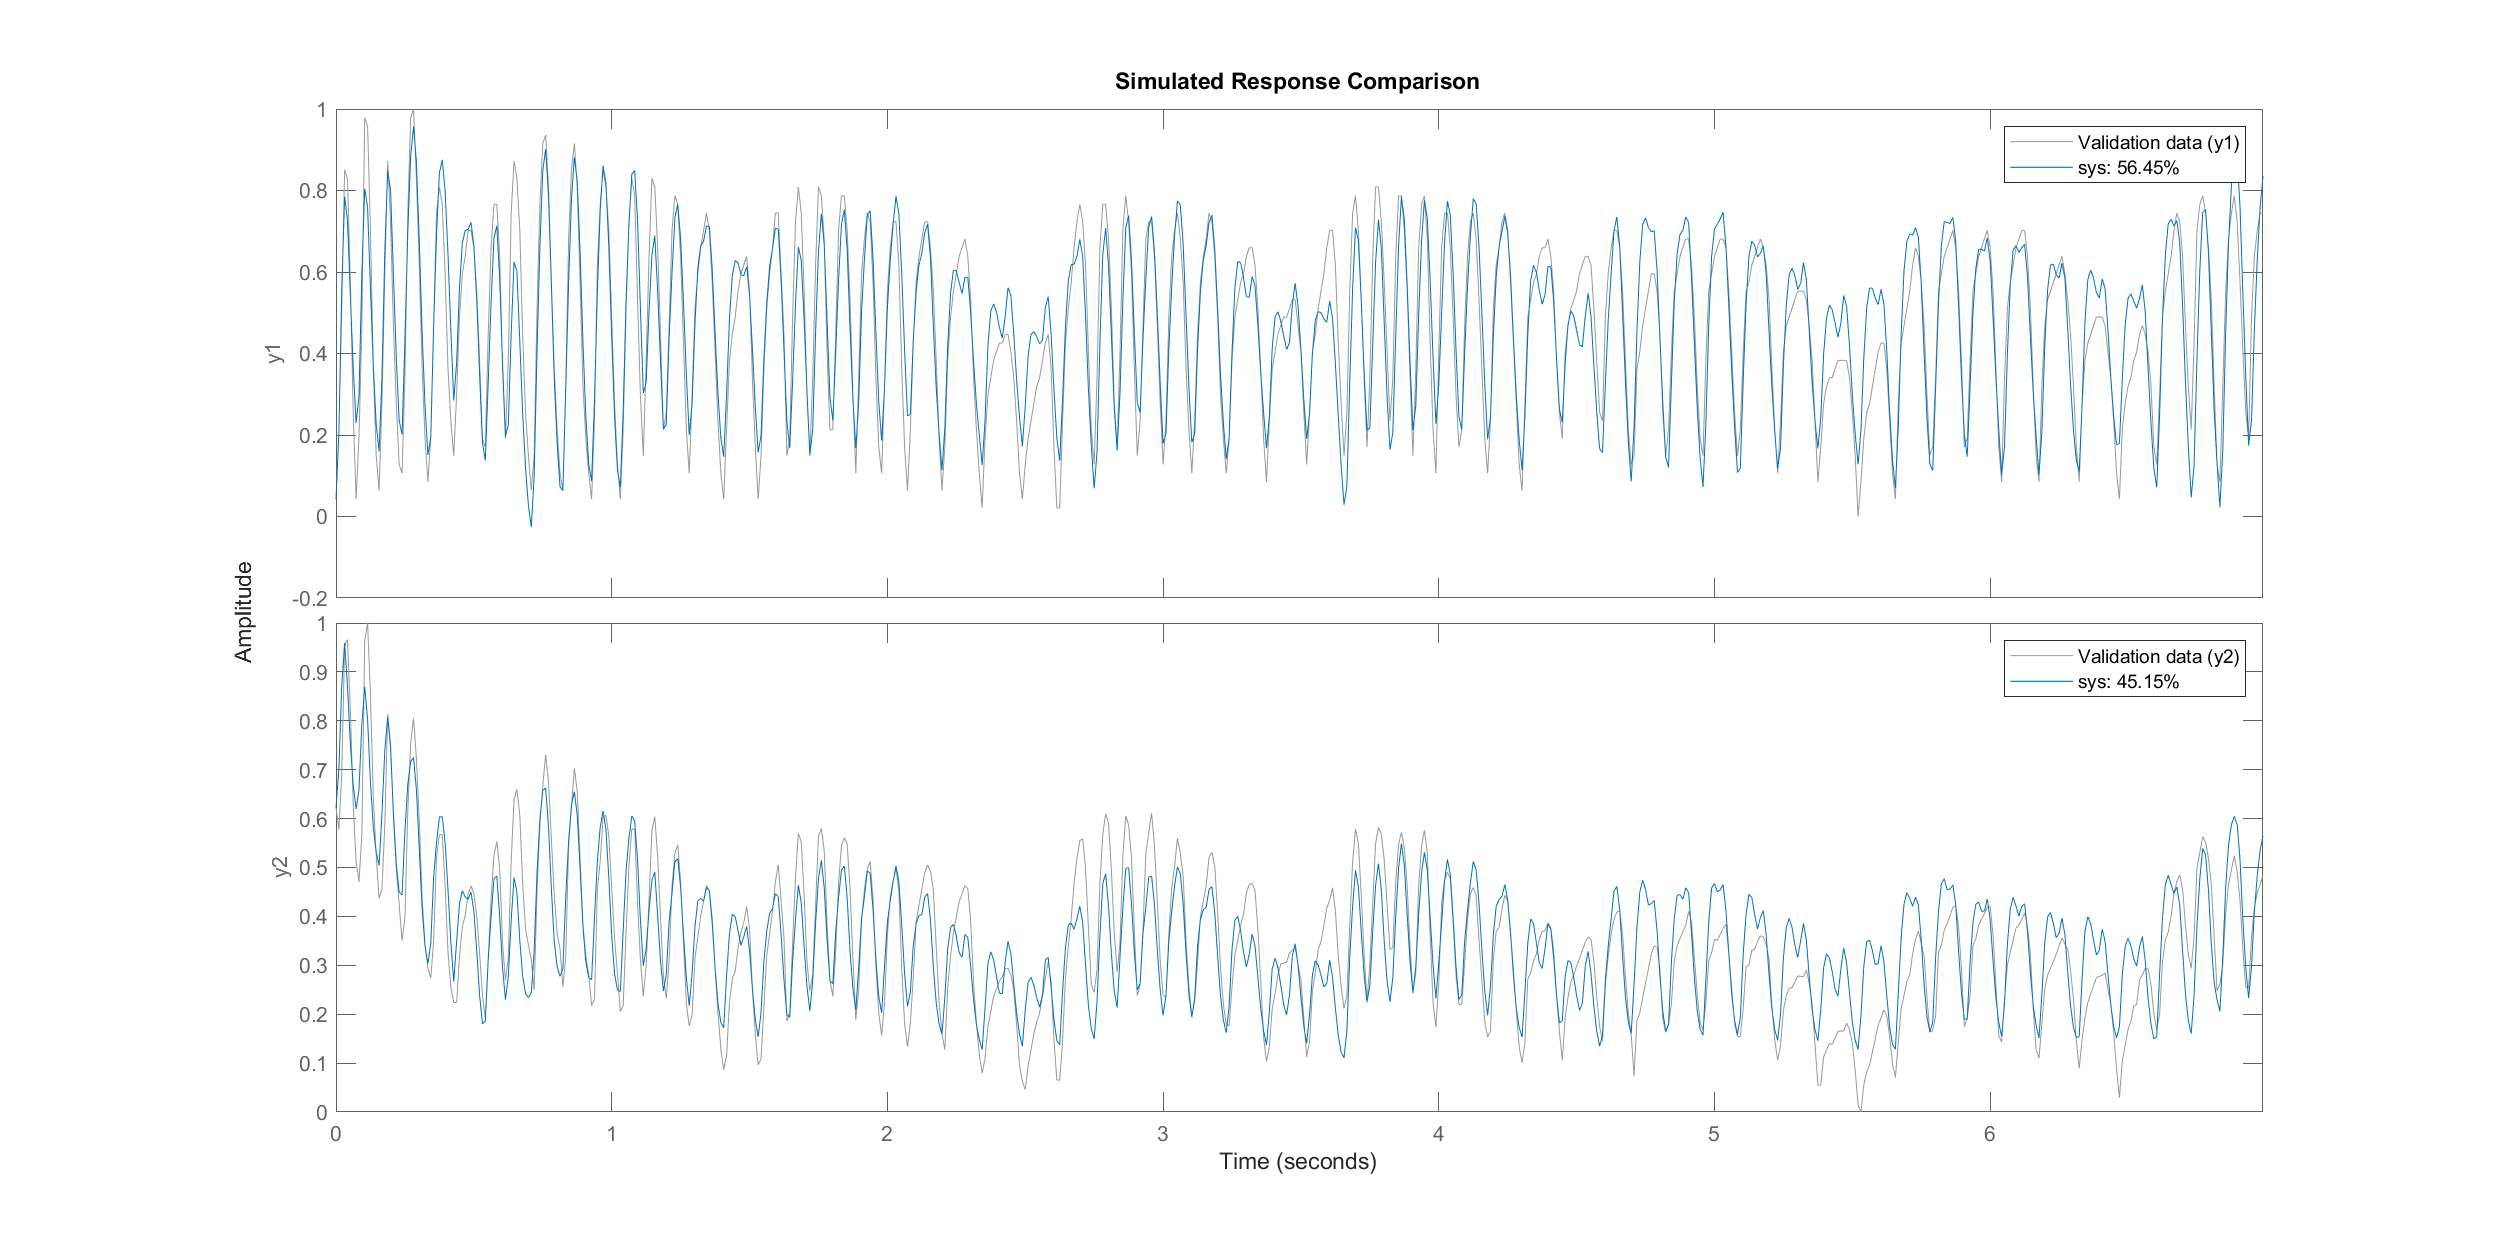 Simulated Response Comparison
1
0.8
0.6
0.4
0.2
0
-0.2
y1
Validation data (y1)
sys: 56.45%
Amplitude
1
0.9
0.8
0.7
0.6
0.5
0.4
0.3
0.2
0.1
0
y2
Validation data (y2)
sys: 45.15%
0 1 2 3 4 5 6
Time (seconds)